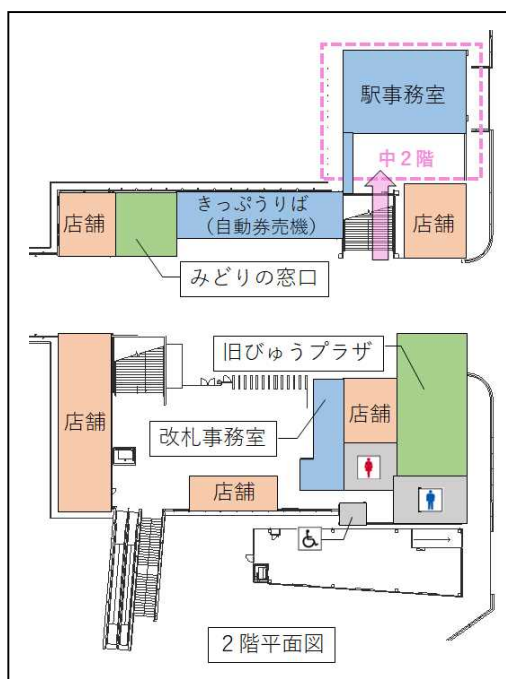 駅事務室
中2階
きっぷうりば
（自動券売機）
店舗
店舗
みどりの窓口
旧びゅうプラザ
店舗
店舗
改札事務室
店舗
2階平面図